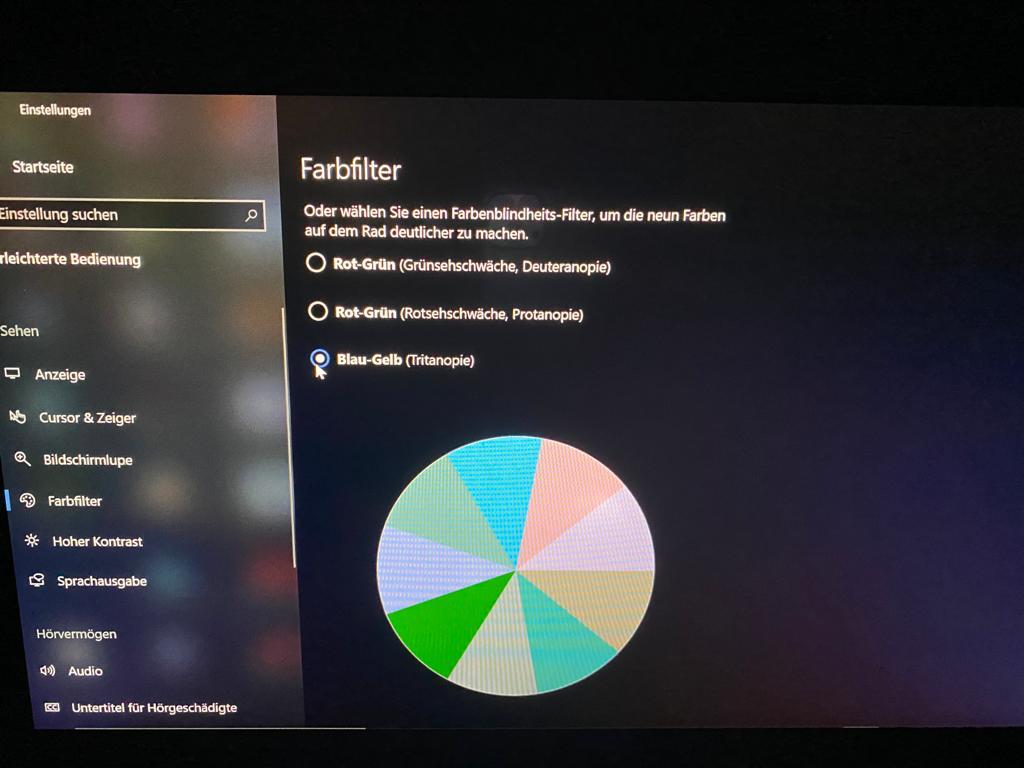 Einstellungen
Startseite
Einstellung suchen
rleichterte Bedienung
Sehen
Anzeige
Cursor & Zeiger
Bildschirmlupe
Farbfilter
Hoher Kontrast
Sprachausgabe
Hörvermögen
Audio
Untertitel für Hörgeschädigte
Farbfilter
Oder wählen Sie einen Farbenblindheits-Filter, um die neun Farben
auf dem Rad deutlicher zu machen.
Rot-Grün (Grünsehschwäche, Deuteranopie)
Rot-Grün (Rotsehschwäche, Protanopie)
Blau-Gelb (Tritanopie)